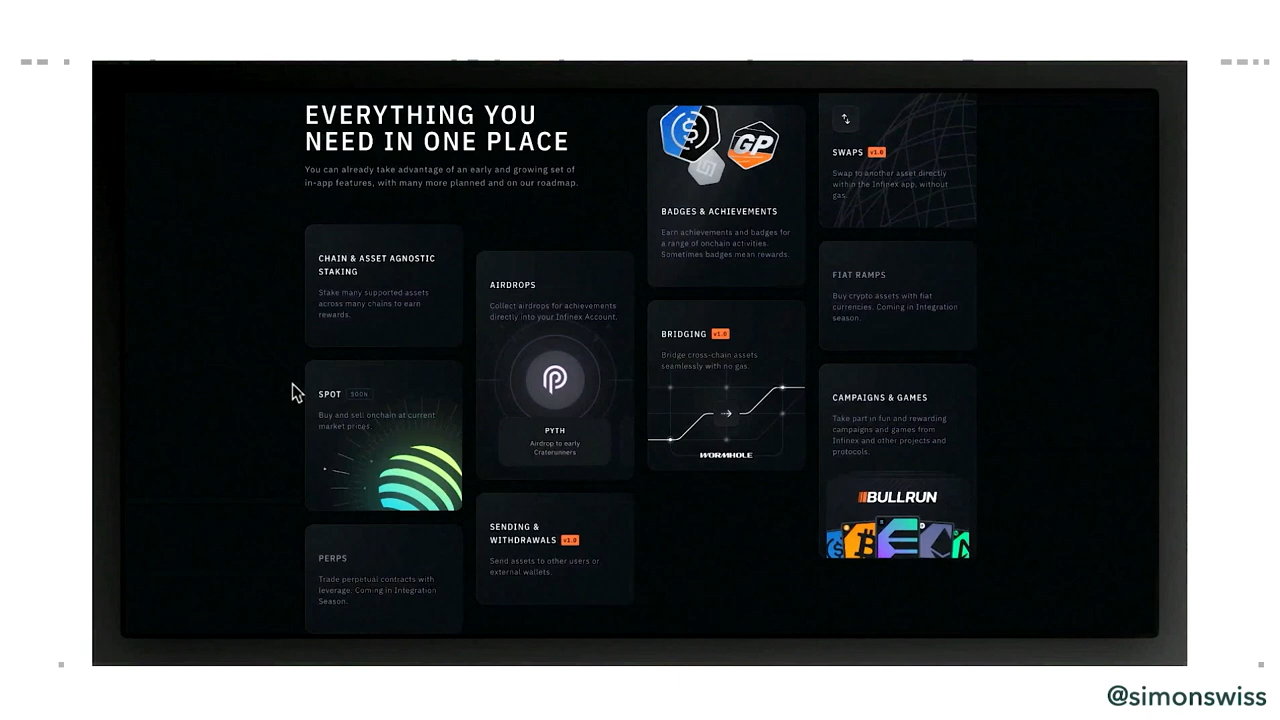 EVERYTHING YOU
NEED IN ONE PLACE
You can already take advantage of an early and growing set of
in-app features, with many more planned and on our roadmap.
CHAIN & ASSET AGNOSTIC
STAKING
Stake many supported assets
across many chains to earn
rewards.
SPOT SOON
Buy and sell onchain at current
market prices.
PERPS
Trade perpetual contracts with
leverage. Coming in Integration
Season.
AIRDROPS
Collect airdrops for achievements
directly into your Infinex Account.
PYTH
Airdrop to early
Craterunners
SENDING &
WITHDRAWALS v1.0
Send assets to other users or
external wallets.
GP
BADGES & ACHIEVEMENTS
Earn achievements and badges for
a range of onchain activities.
Sometimes badges mean rewards.
BRIDGING v1.0
Bridge cross-chain assets
seamlessly with no gas.
WORMHOLE
SWAPS v1.0
Swap to another asset directly
within the Infinex app, without
gas.
FIAT RAMPS
Buy crypto assets with fiat
currencies. Coming in Integration
season.
CAMPAIGNS & GAMES
Take part in fun and rewarding
campaigns and games from
Infinex and other projects and
protocols.
BULLRUN
@simonswiss